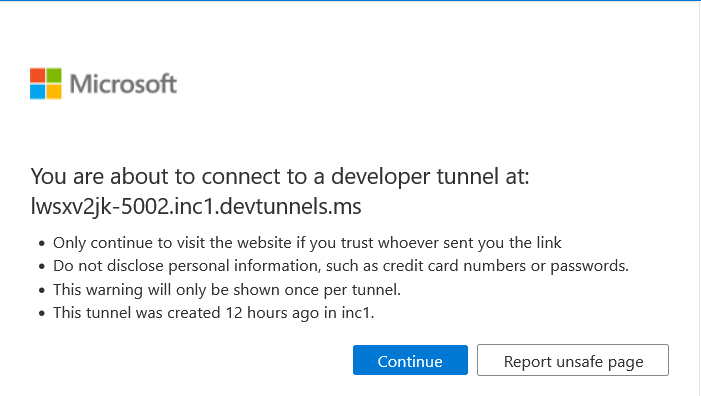 Microsoft
You are about to connect to a developer tunnel at:
lwsxv2jk-5002.inc1.devtunnels.ms
• Only continue to visit the website if you trust whoever sent you the link
• Do not disclose personal information, such as credit card numbers or passwords.
• This warning will only be shown once per tunnel.
• This tunnel was created 12 hours ago in inc1.
Continue
Report unsafe page